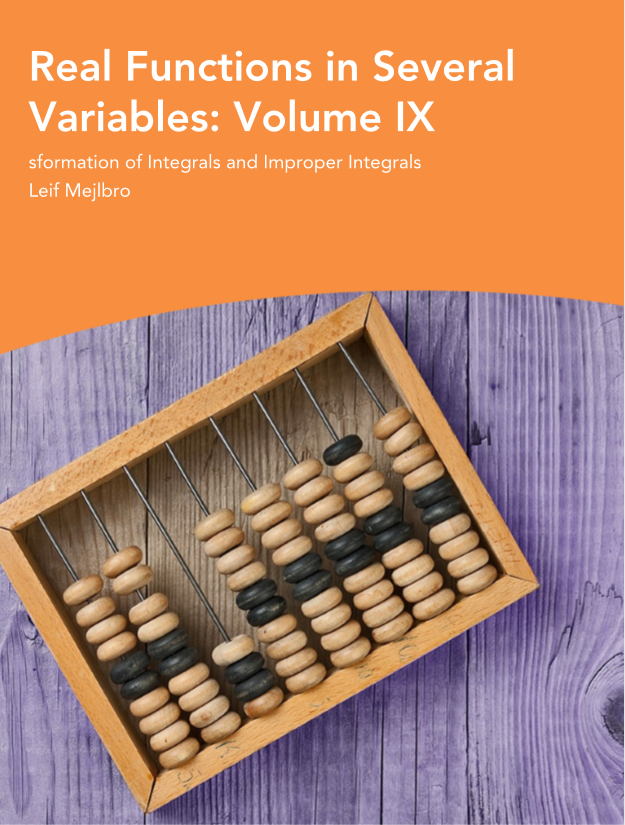 Real Functions in Several
Variables: Volume IX
sformation of Integrals and Improper Integrals
Leif Mejlbro